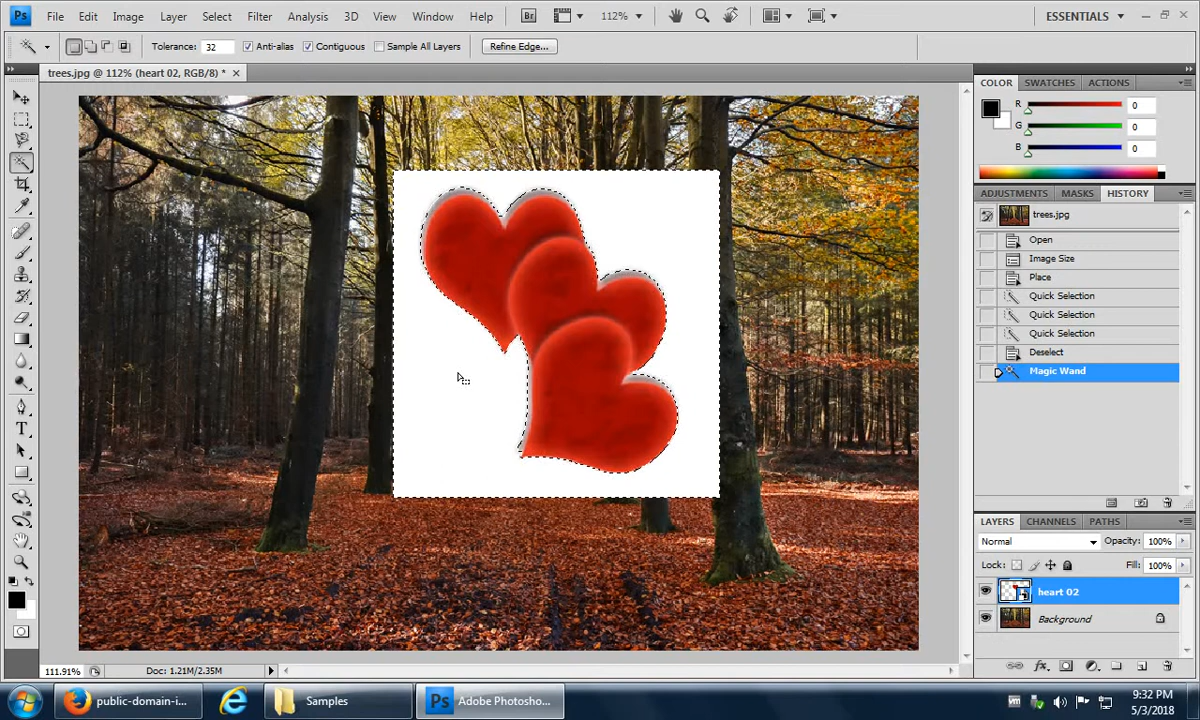 Ps File Edit Image Layer Select Filter Analysis 3D View Window Help Br 112% ESSENTIALS
Tolerance: 32 Anti-alias Contiguous Sample All Layers Refine Edge...
trees.jpg @ 112% (heart 02, RGB/8) * ×
COLOR SWATCHES ACTIONS
R 0
G 0
B 0
ADJUSTMENTS MASKS HISTORY
trees.jpg
Open
Image Size
Place
Quick Selection
Quick Selection
Quick Selection
Deselect
Magic Wand
LAYERS CHANNELS PATHS
Normal Opacity: 100%
Lock: Fill: 100%
heart 02
Background
111.91% Doc: 1.21M/2.35M
public-domain-i... Samples Ps Adobe Photosho...
9:32 PM
5/3/2018